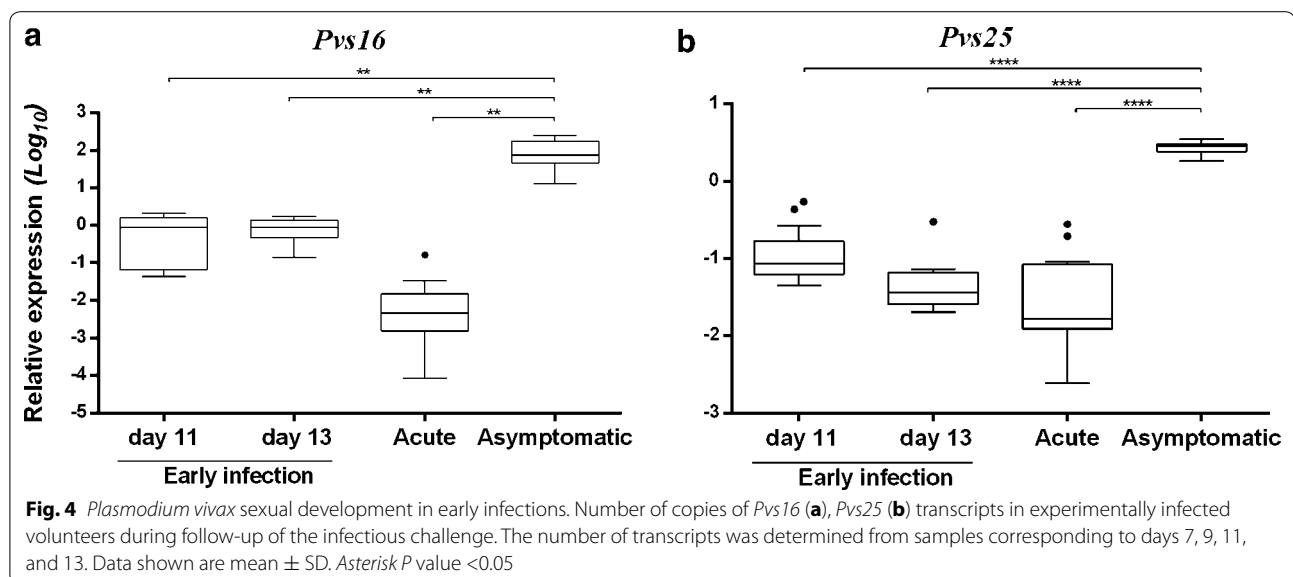 a
Pvs16
**
**
**
3
2
1
0
-1
-2
-3
-4
-5
Relative expression (Log10)
day 11
day 13
Acute
Asymptomatic
Early infection
b
Pvs25
****
****
****
1
0
-1
-2
-3
day 11
day 13
Acute
Asymptomatic
Early infection
Fig. 4 Plasmodium vivax sexual development in early infections. Number of copies of Pvs16 (a), Pvs25 (b) transcripts in experimentally infected
volunteers during follow-up of the infectious challenge. The number of transcripts was determined from samples corresponding to days 7, 9, 11,
and 13. Data shown are mean ± SD. Asterisk P value <0.05